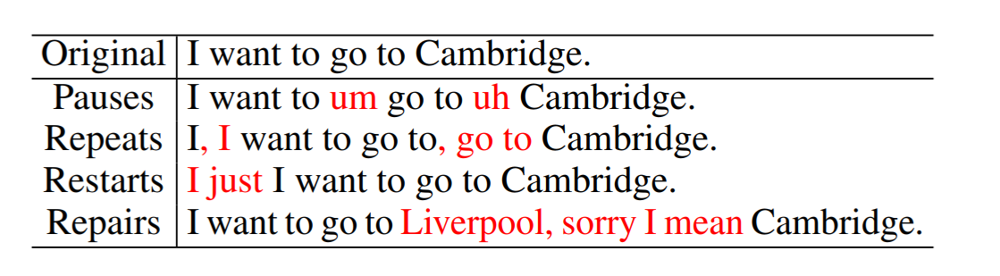 Original I want to go to Cambridge.
Pauses I want to um go to uh Cambridge.
Repeats I, I want to go to, go to Cambridge.
Restarts I just I want to go to Cambridge.
Repairs I want to go to Liverpool, sorry I mean Cambridge.